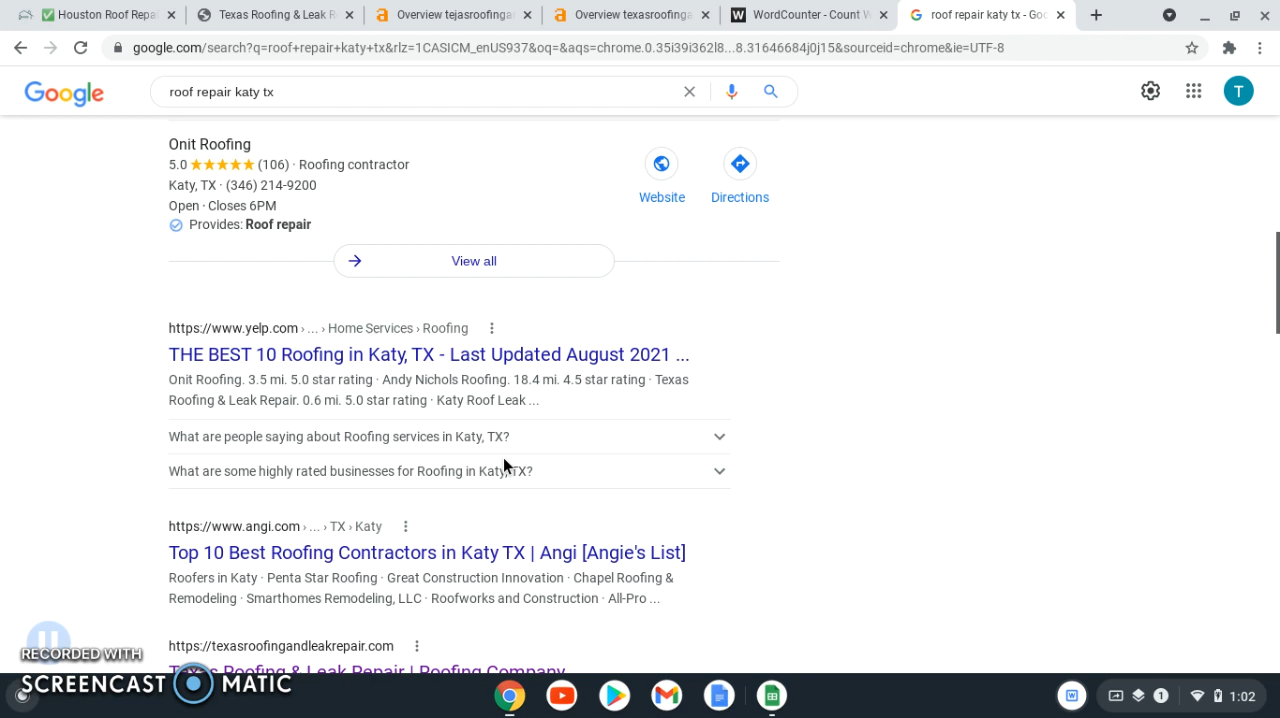 ✅ Houston Roof Repai
Texas Roofing & Leak R
Overview tejasroofinga
Overview texasroofinga
WordCounter - Count W
roof repair katy tx - Goo
google.com/search?q=roof+repair+katy+tx&rlz=1CASICM_enUS937&oq=&aqs=chrome.0.35i39i362l8...8.31646684j0j15&sourceid=chrome&ie=UTF-8
Google
roof repair katy tx
T
Onit Roofing
5.0 ★★★★★ (106) · Roofing contractor
Katy, TX · (346) 214-9200
Open · Closes 6PM
Provides: Roof repair
Website
Directions
View all
https://www.yelp.com › ... › Home Services › Roofing
THE BEST 10 Roofing in Katy, TX - Last Updated August 2021 ...
Onit Roofing. 3.5 mi. 5.0 star rating · Andy Nichols Roofing. 18.4 mi. 4.5 star rating · Texas
Roofing & Leak Repair. 0.6 mi. 5.0 star rating · Katy Roof Leak ...
What are people saying about Roofing services in Katy, TX?
What are some highly rated businesses for Roofing in Katy, TX?
https://www.angi.com › ... › TX › Katy
Top 10 Best Roofing Contractors in Katy TX | Angi [Angie's List]
Roofers in Katy · Penta Star Roofing · Great Construction Innovation · Chapel Roofing &
Remodeling · Smarthomes Remodeling, LLC · Roofworks and Construction · All-Pro ...
https://texasroofingandleakrepair.com
Texas Roofing & Leak Repair | Roofing Company
RECORDED WITH
SCREENCAST MATIC
1
1:02